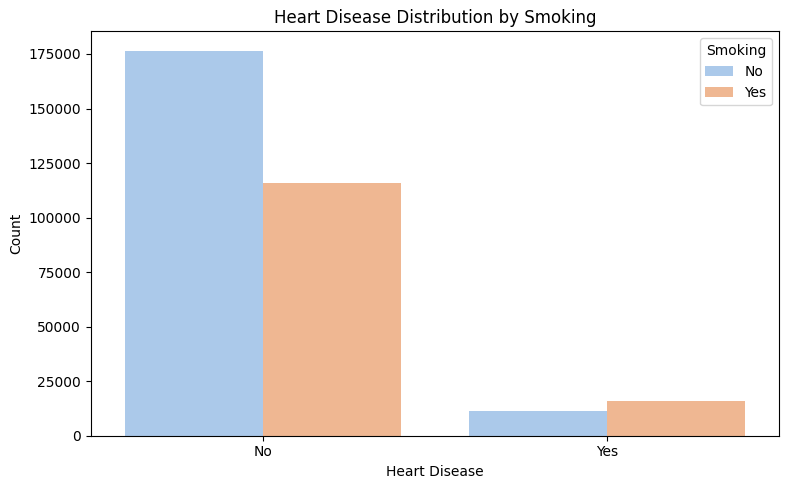 Heart Disease Distribution by Smoking
Smoking
No
Yes
175000
150000
125000
100000
75000
50000
25000
0
Count
No
Yes
Heart Disease